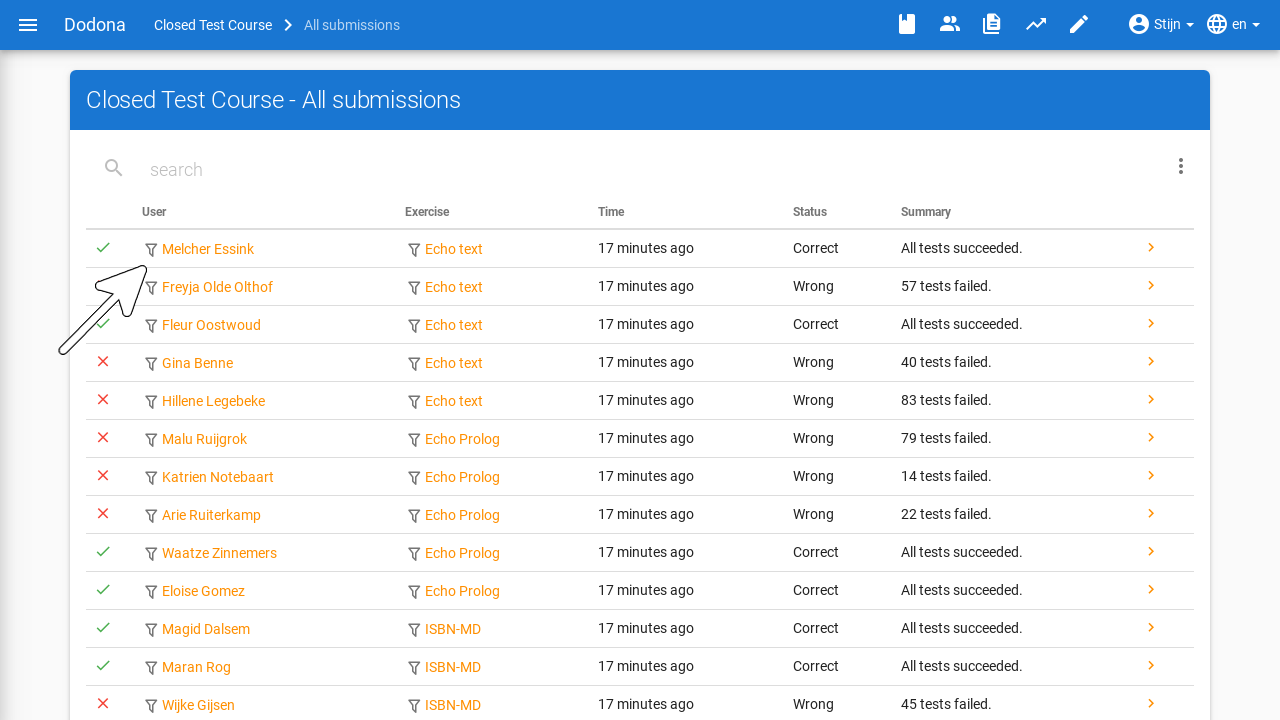 Dodona Closed Test Course All submissions Stijn en
Closed Test Course - All submissions
search
User Exercise Time Status Summary
Melcher Essink Echo text 17 minutes ago Correct All tests succeeded.
Freyja Olde Olthof Echo text 17 minutes ago Wrong 57 tests failed.
Fleur Oostwoud Echo text 17 minutes ago Correct All tests succeeded.
Gina Benne Echo text 17 minutes ago Wrong 40 tests failed.
Hillene Legebeke Echo text 17 minutes ago Wrong 83 tests failed.
Malu Ruijgrok Echo Prolog 17 minutes ago Wrong 79 tests failed.
Katrien Notebaart Echo Prolog 17 minutes ago Wrong 14 tests failed.
Arie Ruiterkamp Echo Prolog 17 minutes ago Wrong 22 tests failed.
Waatze Zinnemers Echo Prolog 17 minutes ago Correct All tests succeeded.
Eloise Gomez Echo Prolog 17 minutes ago Correct All tests succeeded.
Magid Dalsem ISBN-MD 17 minutes ago Correct All tests succeeded.
Maran Rog ISBN-MD 17 minutes ago Correct All tests succeeded.
Wijke Gijsen ISBN-MD 17 minutes ago Wrong 45 tests failed.